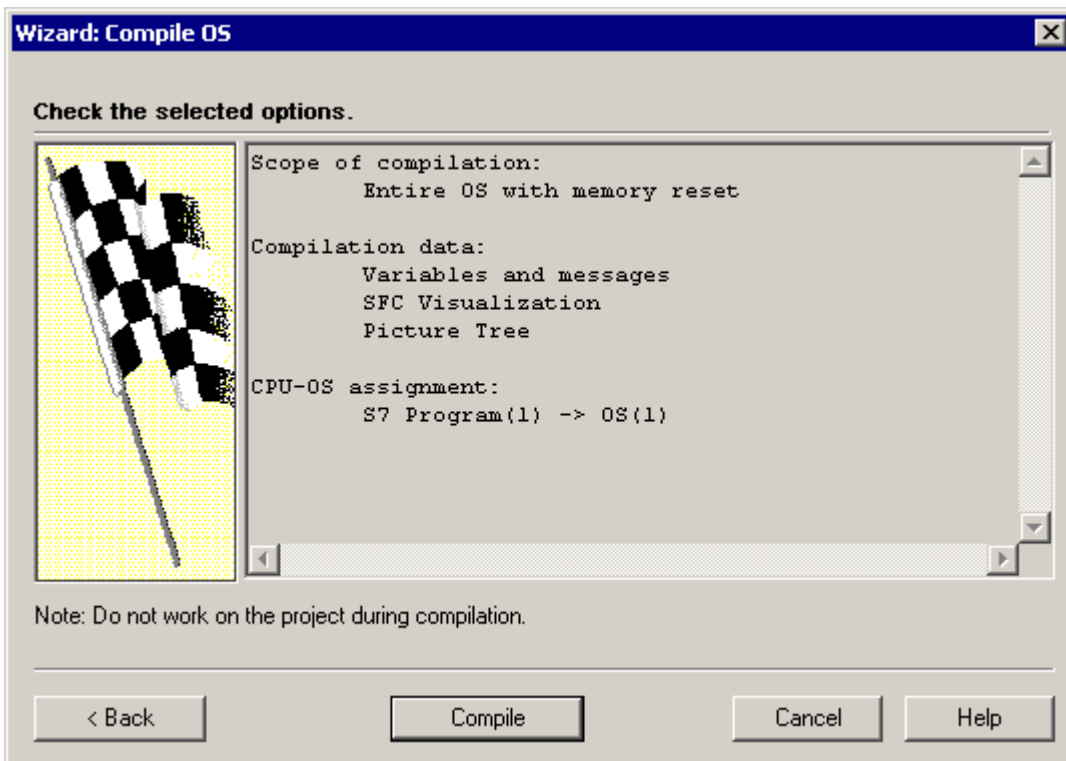 Wizard: Compile OS
Check the selected options.
Scope of compilation:
Entire OS with memory reset
Compilation data:
Variables and messages
SFC Visualization
Picture Tree
CPU-OS assignment:
S7 Program(1) -> OS(1)
Note: Do not work on the project during compilation.
< Back
Compile
Cancel
Help